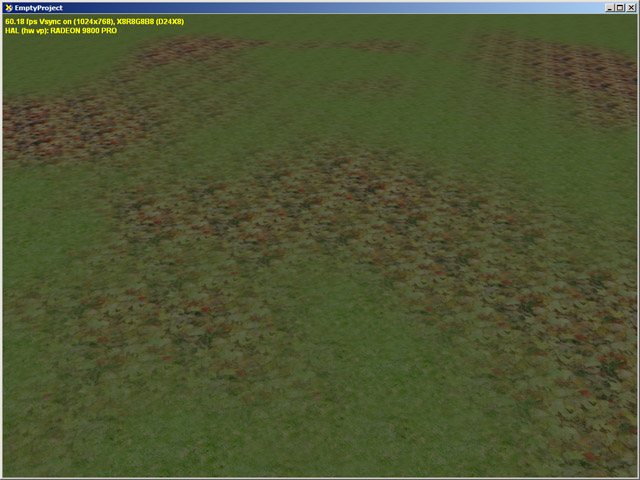 EmptyProject
60.18 fps Vsync on (1024x768), X8R8G8B8 (D24X8)
HAL (hw vp): RADEON 9800 PRO